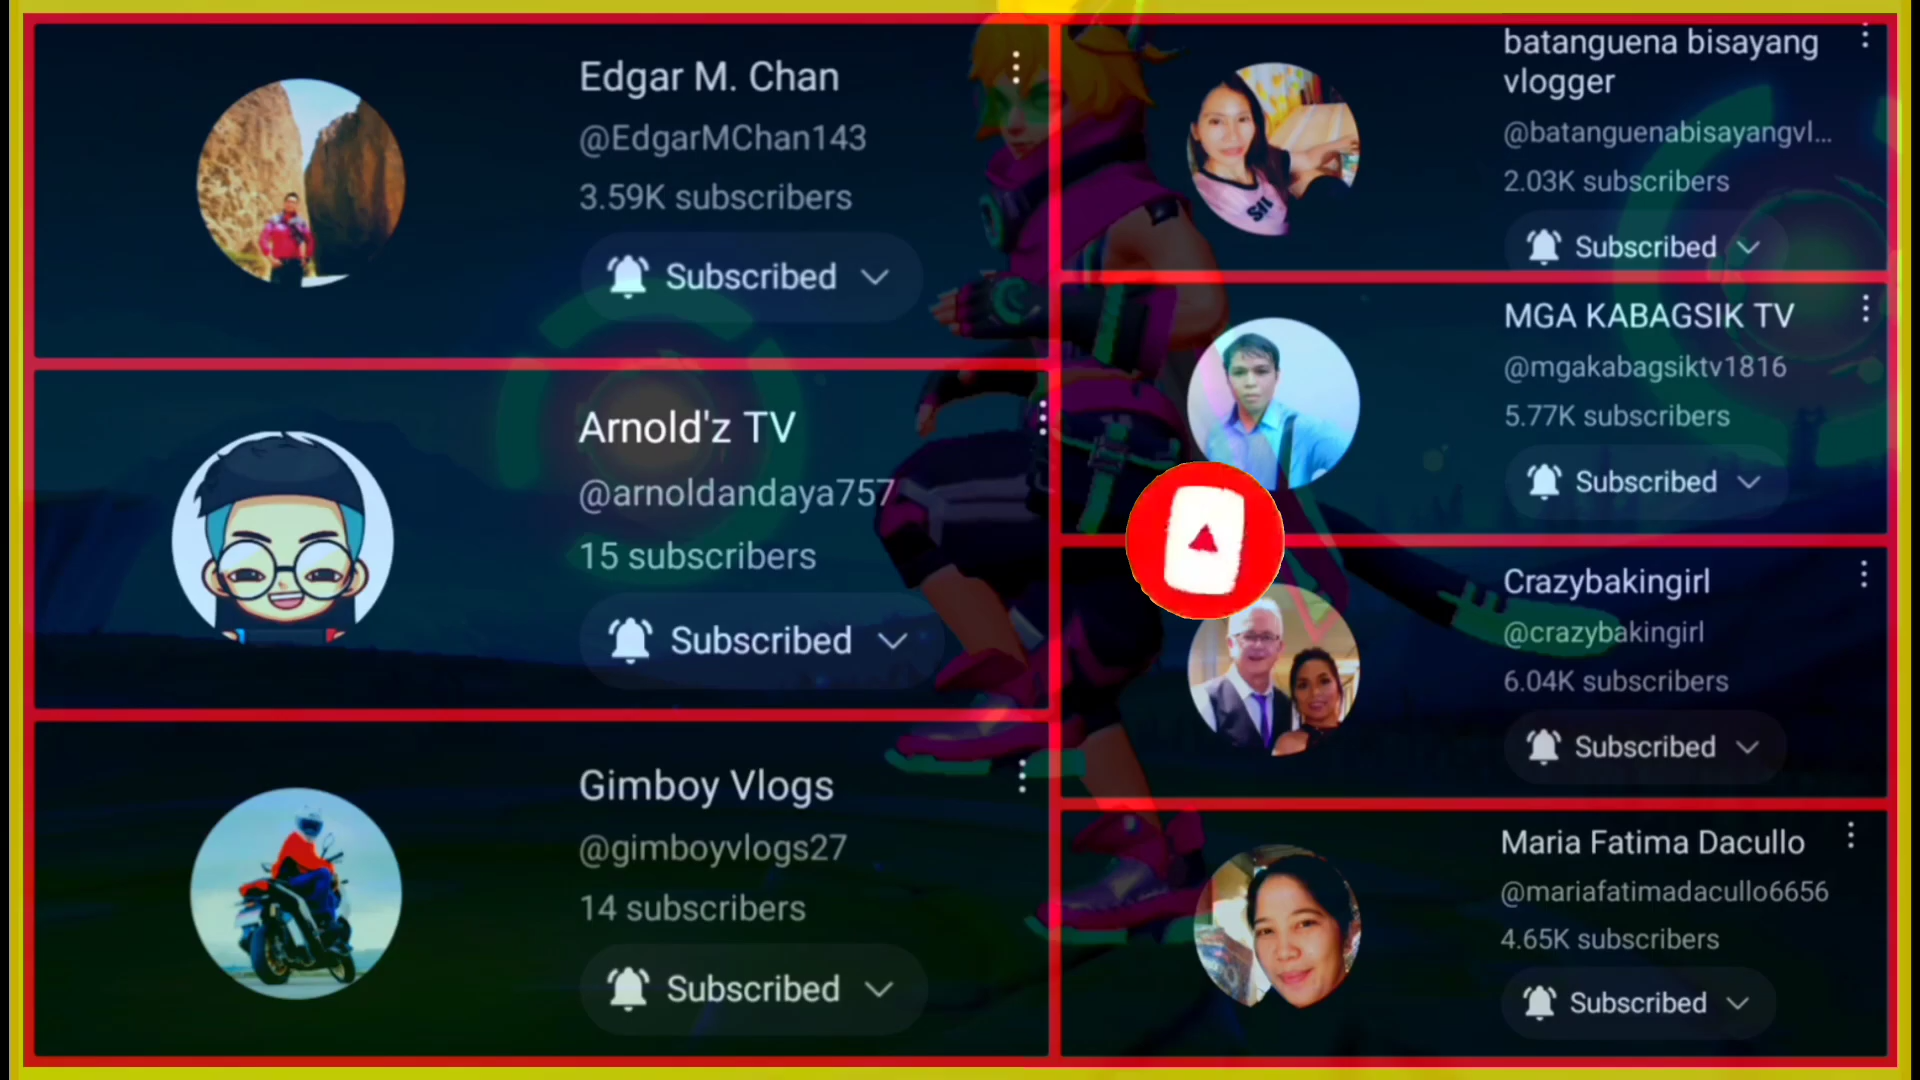 Edgar M. Chan
@EdgarMChan143
3.59K subscribers
Subscribed
Arnold'z TV
@arnoldandaya757
15 subscribers
Subscribed
Gimboy Vlogs
@gimboyvlogs27
14 subscribers
Subscribed
batanguena bisayang
vlogger
@batanguenabisayangvl...
2.03K subscribers
Subscribed
MGA KABAGSIK TV
@mgakabagsiktv1816
5.77K subscribers
Subscribed
Crazybakingirl
@crazybakingirl
6.04K subscribers
Subscribed
Maria Fatima Dacullo
@mariafatimadacullo6656
4.65K subscribers
Subscribed